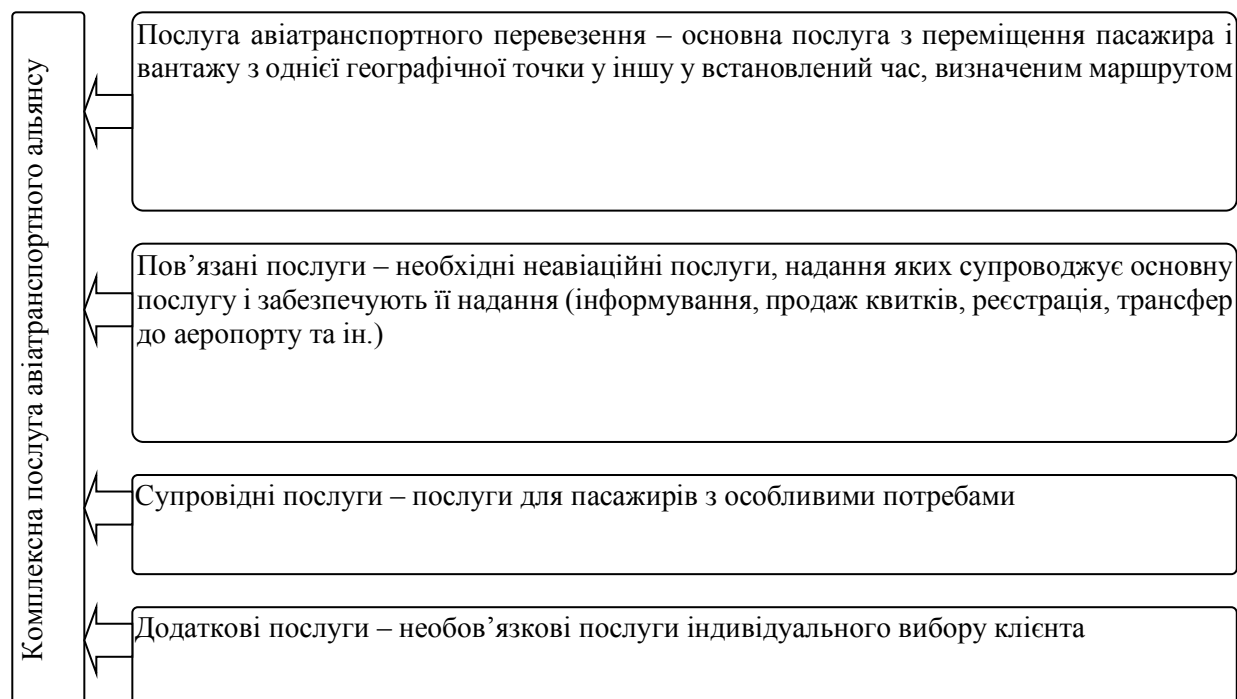 Комплексна послуга авіатранспортного альянсу
Послуга авіатранспортного перевезення – основна послуга з переміщення пасажира і
вантажу з однієї географічної точки у іншу у встановлений час, визначеним маршрутом
Пов’язані послуги – необхідні неавіаційні послуги, надання яких супроводжує основну
послугу і забезпечують її надання (інформування, продаж квитків, реєстрація, трансфер
до аеропорту та ін.)
Супровідні послуги – послуги для пасажирів з особливими потребами
Додаткові послуги – необов’язкові послуги індивідуального вибору клієнта